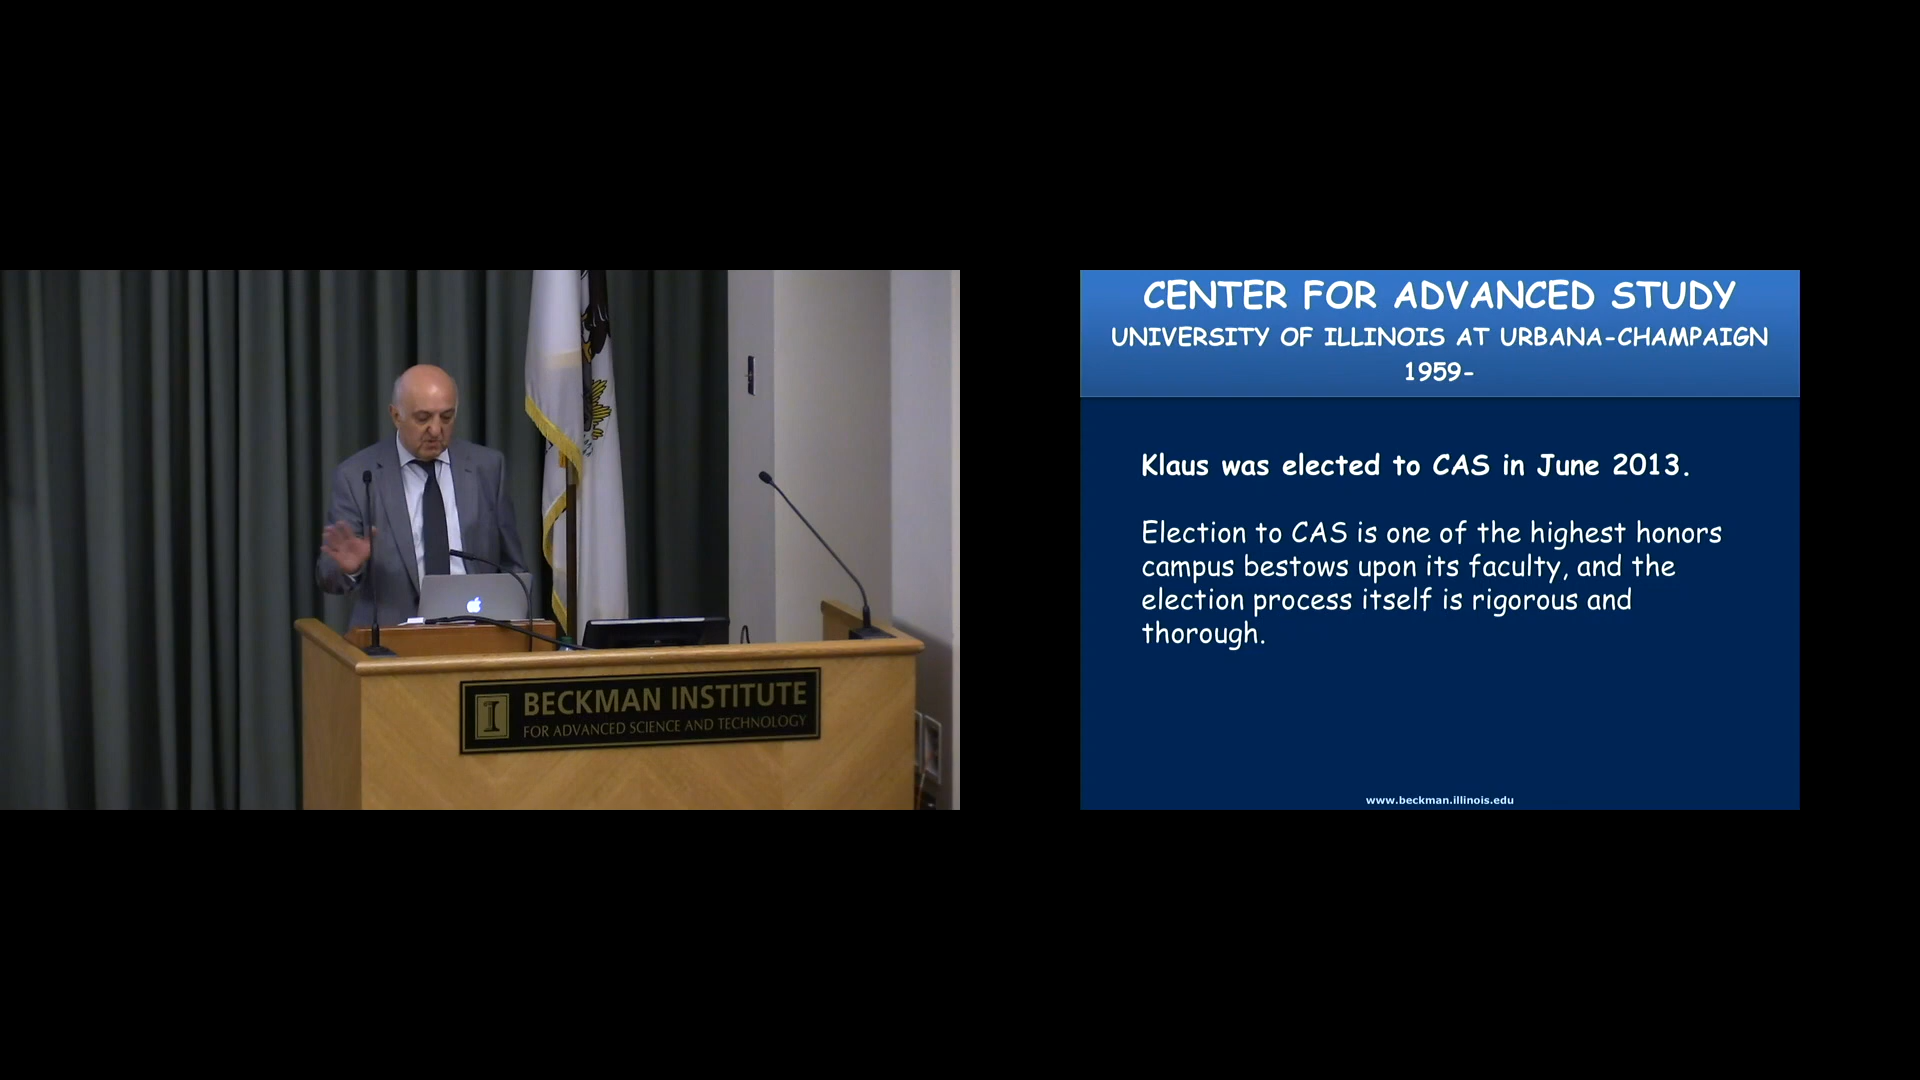 BECKMAN INSTITUTE
FOR ADVANCED SCIENCE AND TECHNOLOGY
CENTER FOR ADVANCED STUDY
UNIVERSITY OF ILLINOIS AT URBANA-CHAMPAIGN
1959-
Klaus was elected to CAS in June 2013.
Election to CAS is one of the highest honors
campus bestows upon its faculty, and the
election process itself is rigorous and
thorough.
www.beckman.illinois.edu